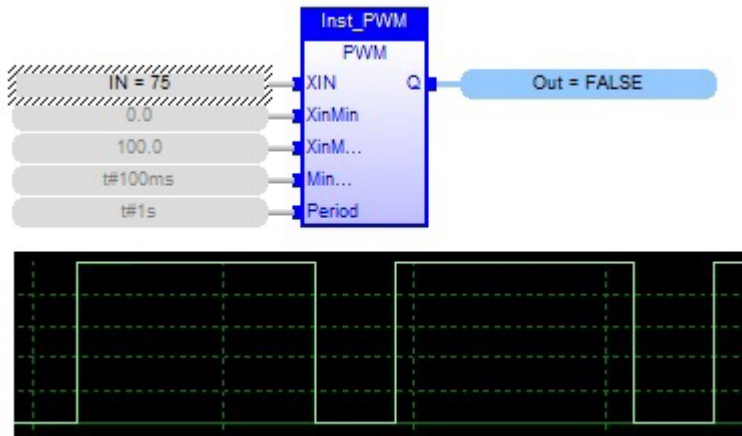 Inst_PWM
PWM
IN = 75 XIN Q Out = FALSE
0.0 XinMin
100.0 XinM...
t#100ms Min...
t#1s Period